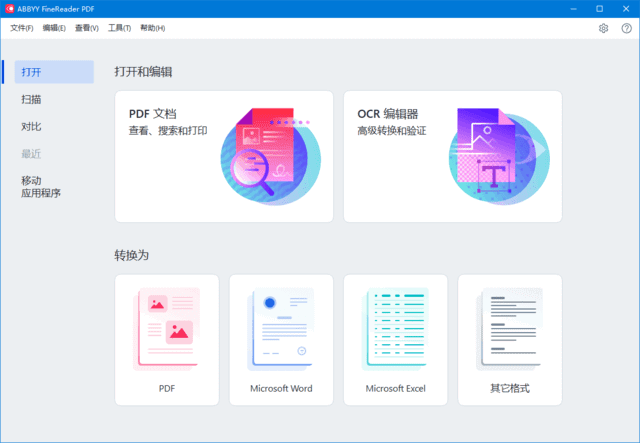 ABBYY FineReader PDF
文件(F) 编辑(E) 查看(V) 工具(T) 帮助(H)
打开
扫描
对比
最近
移动
应用程序
打开和编辑
PDF 文档
查看、搜索和打印
OCR 编辑器
高级转换和验证
T
转换为
PDF
Microsoft Word
Microsoft Excel
其它格式